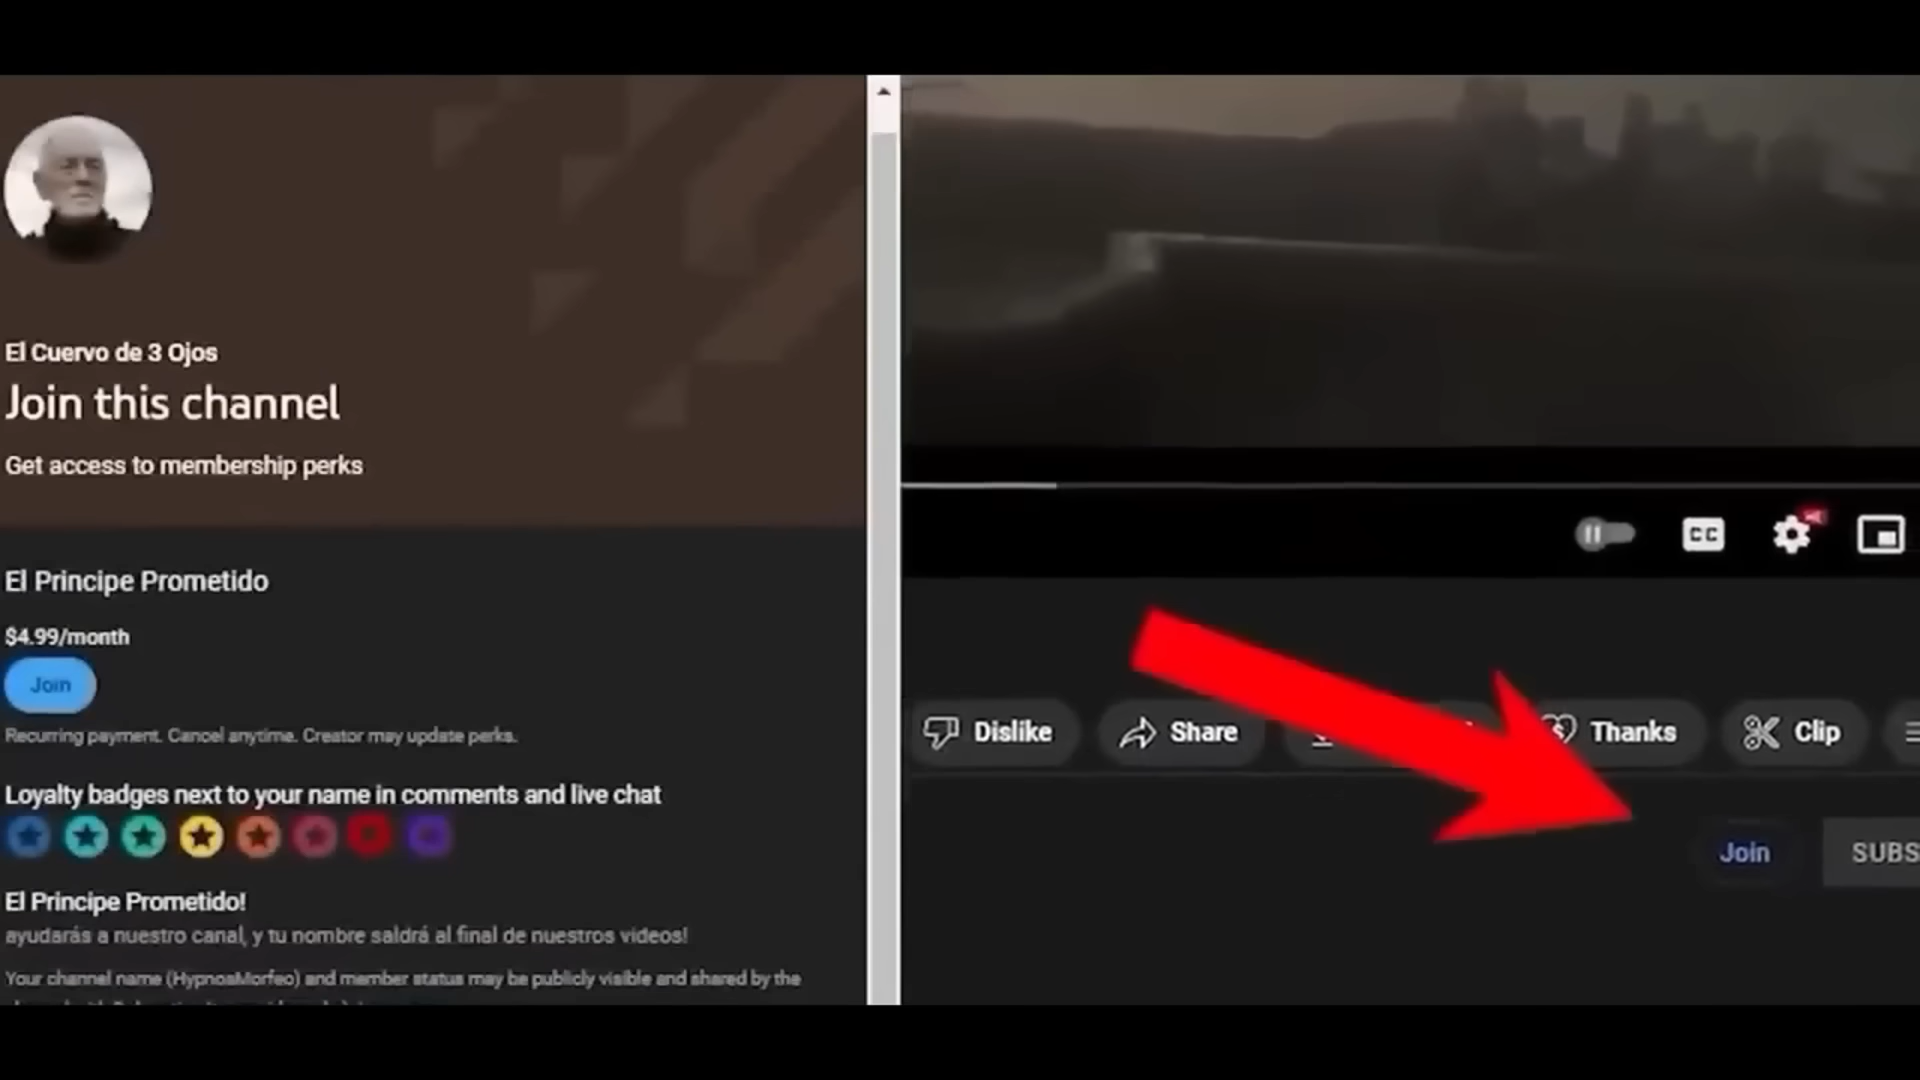 El Cuervo de 3 Ojos
Join this channel
Get access to membership perks
El Principe Prometido
$4.99/month
Join
Recurring payment. Cancel anytime. Creator may update perks.
Loyalty badges next to your name in comments and live chat
El Principe Prometido!
ayudarás a nuestro canal, y tu nombre saldrá al final de nuestros videos!
Your channel name (HypnosMorfeo) and member status may be publicly visible and shared by the
CC
Dislike
Share
Thanks
Clip
Join
SUBS